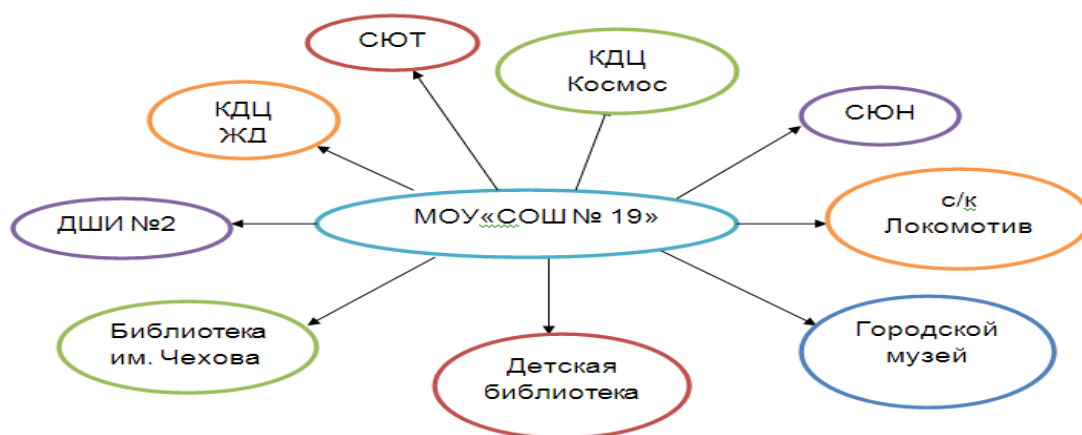 СЮТ
КДЦ
Космос
КДЦ
ЖД
СЮН
МОУ«СОШ № 19»
ДШИ №2
с/к
Локомотив
Библиотека
им. Чехова
Детская
библиотека
Городской
музей